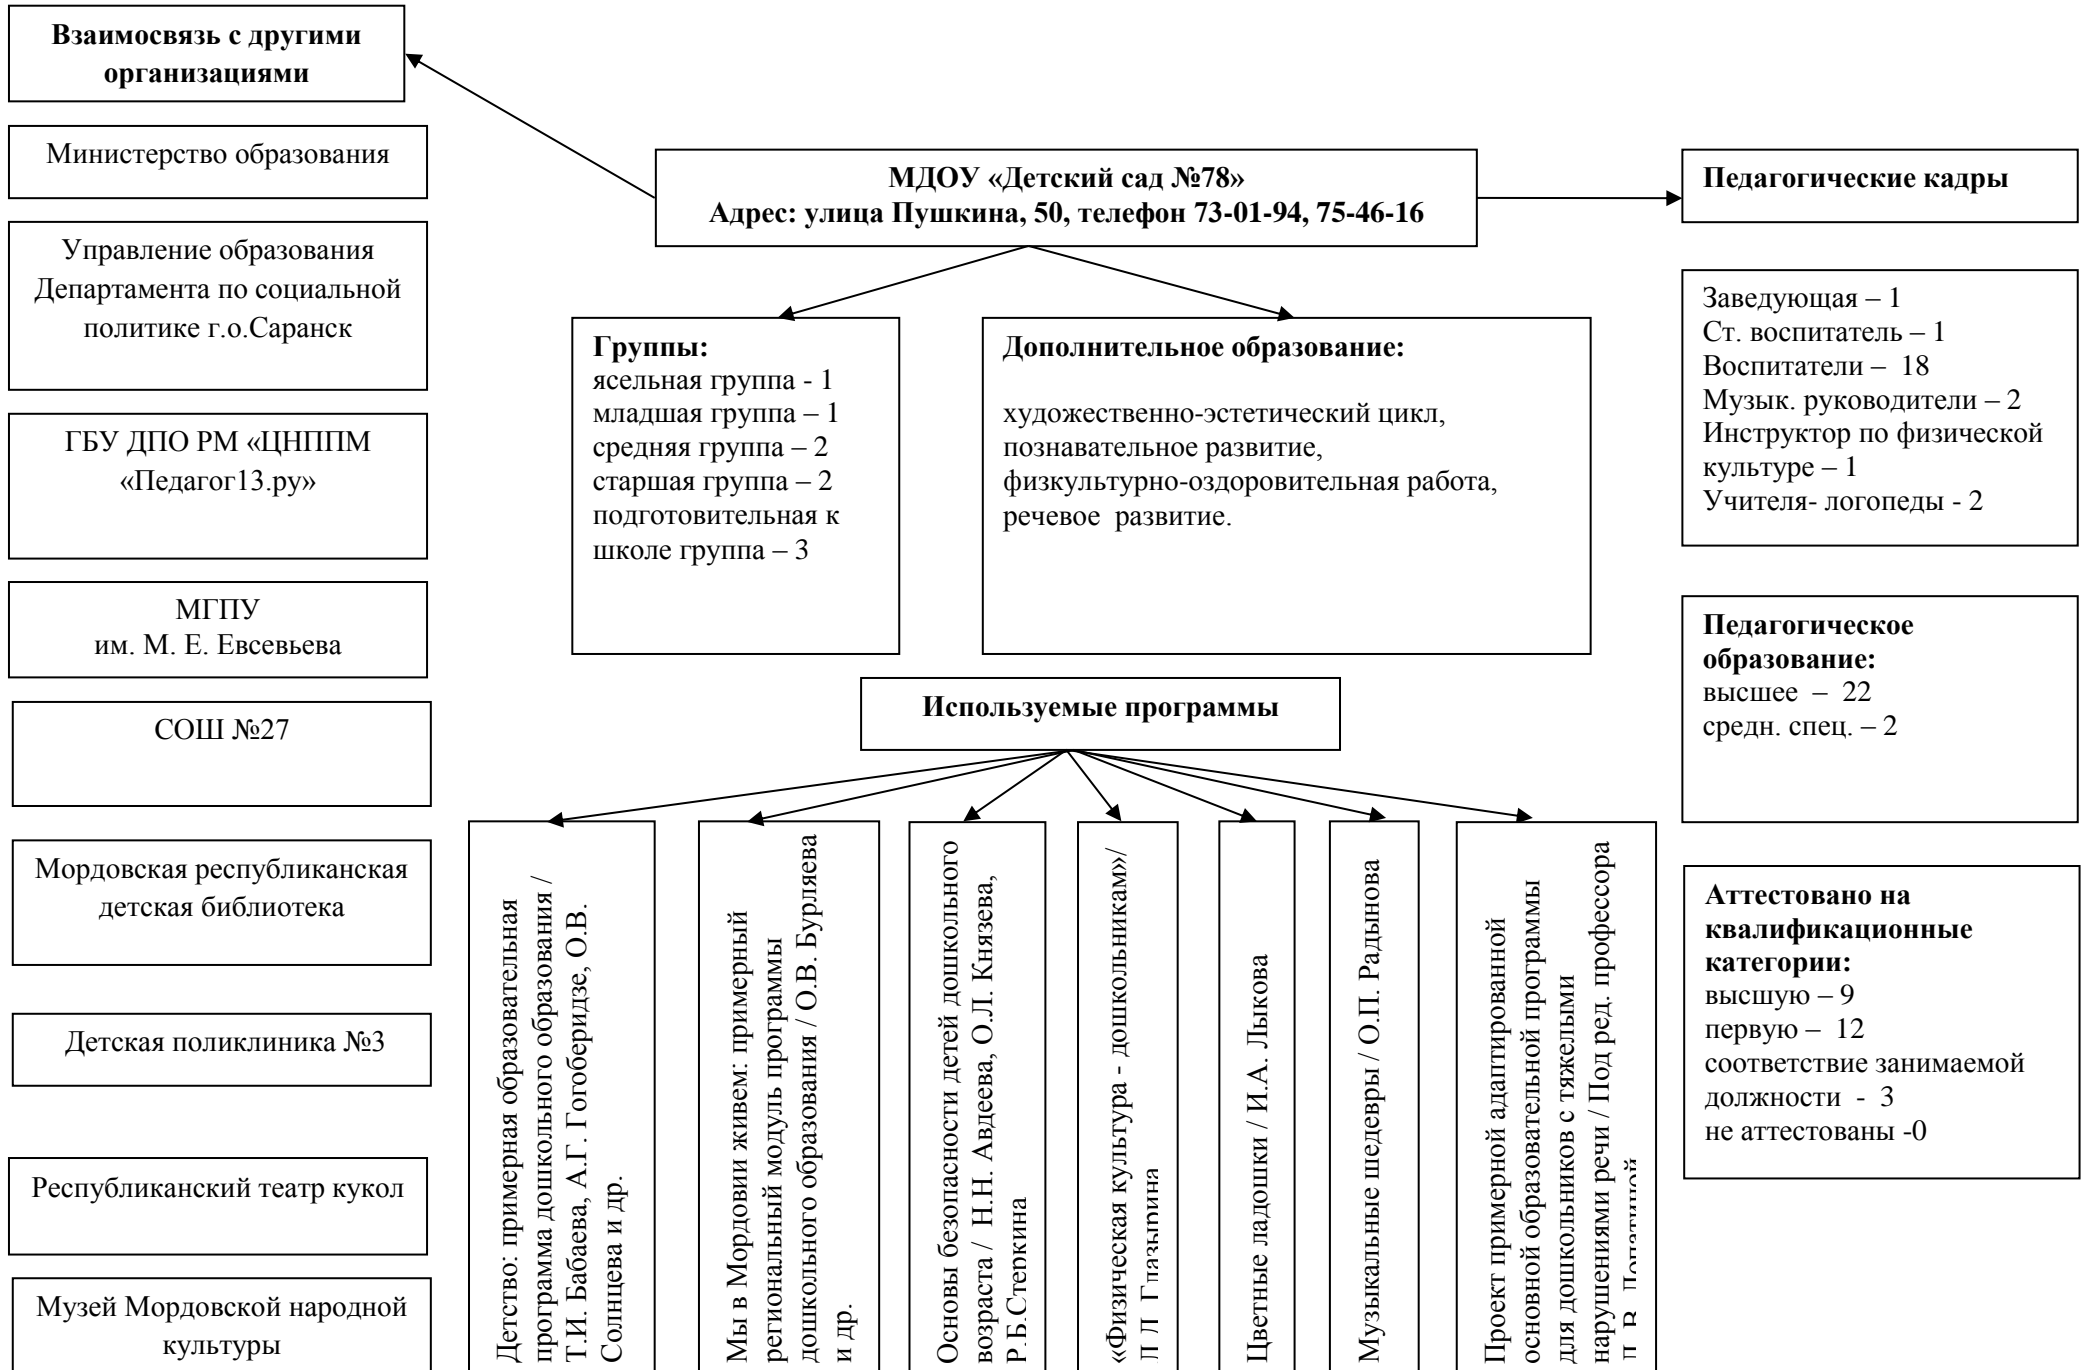 Взаимосвязь с другими
организациями
Министерство образования
Управление образования
Департамента по социальной
политике г.о.Саранск
ГБУ ДПО РМ «ЦНППМ
«Педагог13.ру»
МГПУ
им. М. Е. Евсевьева
СОШ №27
Мордовская республиканская
детская библиотека
Детская поликлиника №3
Республиканский театр кукол
Музей Мордовской народной
культуры
МДОУ «Детский сад №78»
Адрес: улица Пушкина, 50, телефон 73-01-94, 75-46-16
Группы:
ясельная группа - 1
младшая группа – 1
средняя группа – 2
старшая группа – 2
подготовительная к
школе группа – 3
Дополнительное образование:
художественно-эстетический цикл,
познавательное развитие,
физкультурно-оздоровительная работа,
речевое  развитие.
Используемые программы
Детство: примерная образовательная
программа дошкольного образования /
Т.И. Бабаева, А.Г. Гогоберидзе, О.В.
Солнцева и др.
Мы в Мордовии живем: примерный
региональный модуль программы
дошкольного образования / О.В. Бурляева
и др.
Основы безопасности детей дошкольного
возраста /  Н.Н. Авдеева, О.Л. Князева,
Р.Б.Стеркина
«Физическая культура - дошкольникам»/
Л.Д. Глазырина
Цветные ладошки / И.А. Лыкова
Музыкальные шедевры / О.П. Радынова
Проект примерной адаптированной
основной образовательной программы
для дошкольников с тяжелыми
нарушениями речи / Под ред. профессора
Л.В. Лопатиной
Педагогические кадры
Заведующая – 1
Ст. воспитатель – 1
Воспитатели –  18
Музык. руководители – 2
Инструктор по физической
культуре – 1
Учителя- логопеды - 2
Педагогическое
образование:
высшее  –  22
средн. спец. – 2
Аттестовано на
квалификационные
категории:
высшую – 9
первую –  12
соответствие занимаемой
должности  -  3
не аттестованы -0